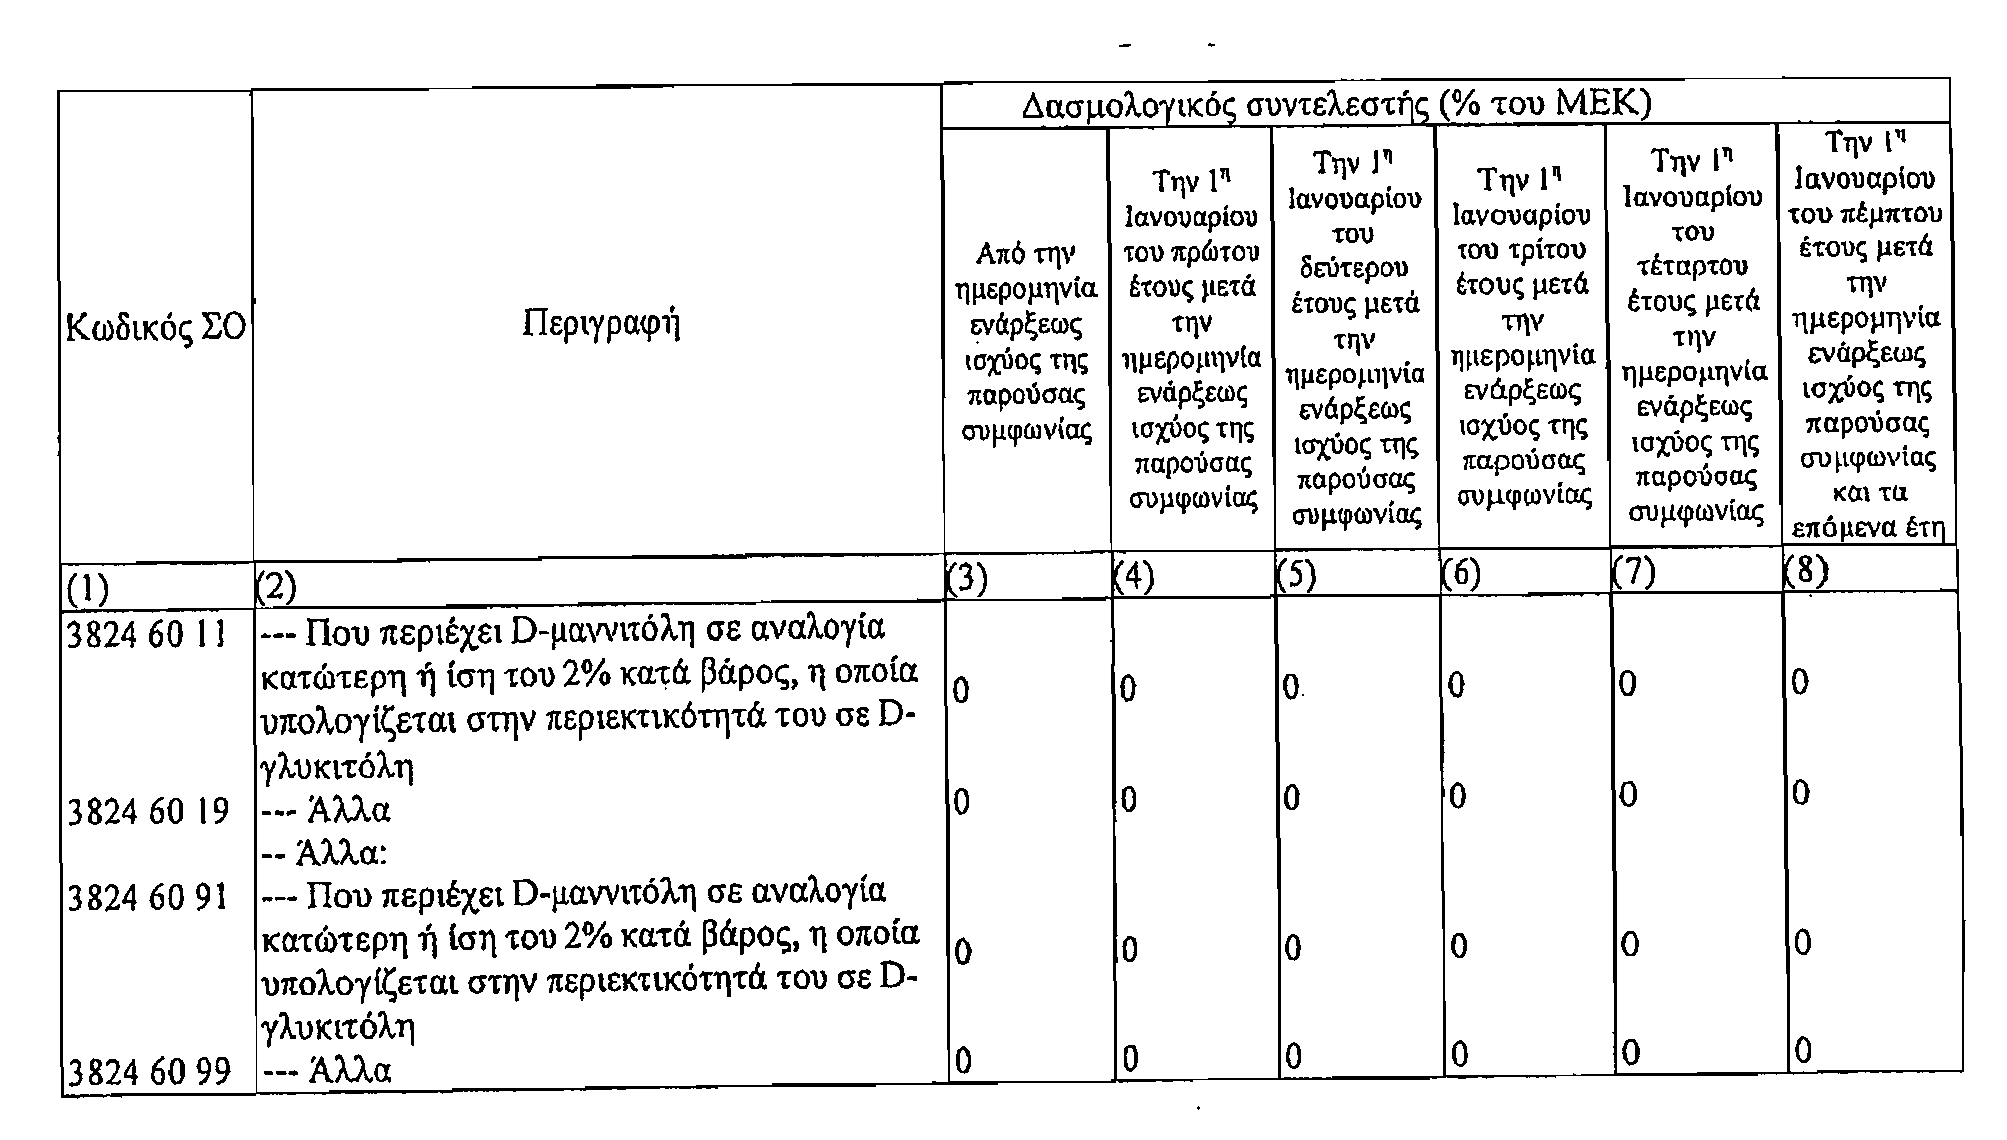 Δασμολογικός συντελεστής (% του ΜΕΚ)
Κωδικός ΣΟ
Περιγραφή
Από την
ημερομηνία
ενάρξεως
ισχύος της
παρούσας
συμφωνίας
Την 1η
Ιανουαρίου
του πρώτου
έτους μετά
την
ημερομηνία
ενάρξεως
ισχύος της
παρούσας
συμφωνίας
Την 1η
Ιανουαρίου
του
δεύτερου
έτους μετά
την
ημερομηνία
ενάρξεως
ισχύος της
παρούσας
συμφωνίας
Την 1η
Ιανουαρίου
του τρίτου
έτους μετά
την
ημερομηνία
ενάρξεως
ισχύος της
παρούσας
συμφωνίας
Την 1η
Ιανουαρίου
του
τέταρτου
έτους μετά
την
ημερομηνία
ενάρξεως
ισχύος της
παρούσας
συμφωνίας
Την 1η
Ιανουαρίου
του πέμπτου
έτους μετά
την
ημερομηνία
ενάρξεως
ισχύος της
παρούσας
συμφωνίας
και τα
επόμενα έτη
(1) (2) (3) (4) (5) (6) (7) (8)
3824 60 11 --- Που περιέχει D-μαννιτόλη σε αναλογία
κατώτερη ή ίση του 2% κατά βάρος, η οποία 0 0 0 0 0 0
υπολογίζεται στην περιεκτικότητά του σε D-
γλυκιτόλη
3824 60 19 --- Άλλα 0 0 0 0 0 0
-- Άλλα:
3824 60 91 --- Που περιέχει D-μαννιτόλη σε αναλογία
κατώτερη ή ίση του 2% κατά βάρος, η οποία 0 0 0 0 0 0
υπολογίζεται στην περιεκτικότητά του σε D-
γλυκιτόλη
3824 60 99 --- Άλλα 0 0 0 0 0 0